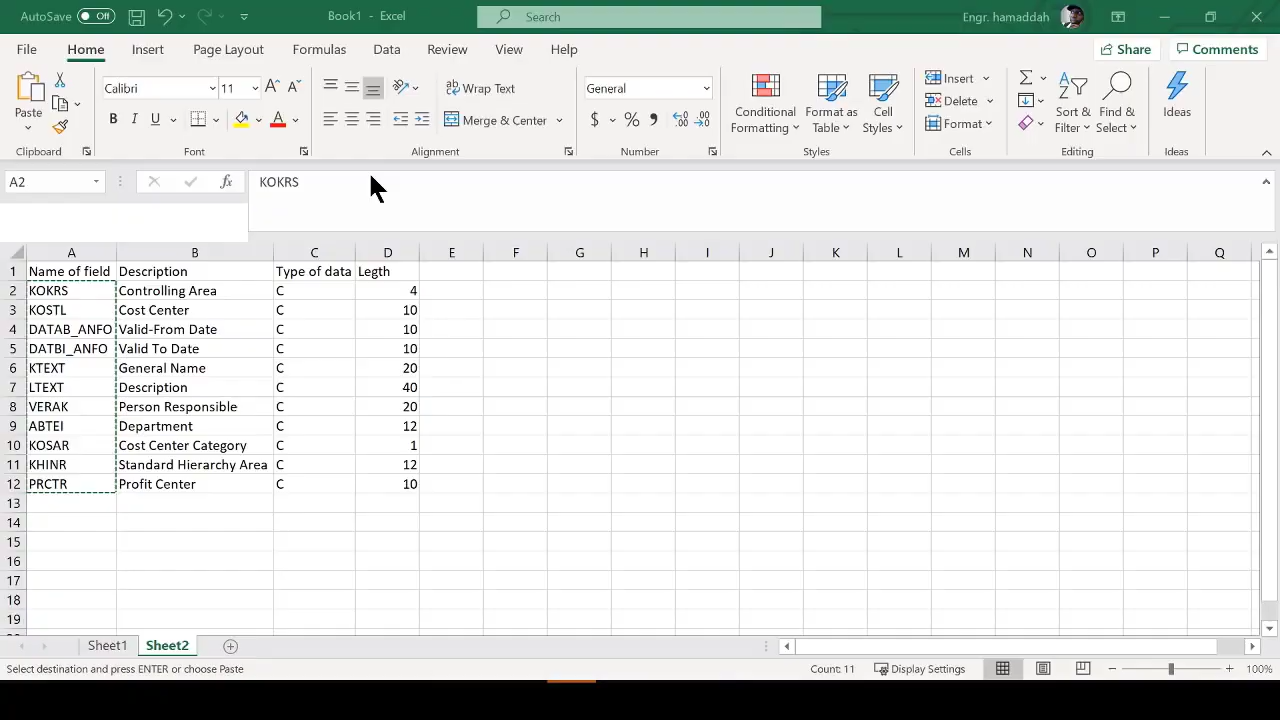 AutoSave Off Book1 - Excel Search Engr. hamaddah
File Home Insert Page Layout Formulas Data Review View Help Share Comments
Paste Calibri 11 A A B I U A ab Wrap Text Merge & Center General $ % Conditional Formatting Format as Table Cell Styles Insert Delete Format Sort & Filter Find & Select Ideas
Clipboard Font Alignment Number Styles Cells Editing Ideas
A2 fx KOKRS
A B C D E F G H I J K L M N O P Q
1 Name of field Description Type of data Legth
2 KOKRS Controlling Area C 4
3 KOSTL Cost Center C 10
4 DATAB_ANFO Valid-From Date C 10
5 DATBI_ANFO Valid To Date C 10
6 KTEXT General Name C 20
7 LTEXT Description C 40
8 VERAK Person Responsible C 20
9 ABTEI Department C 12
10 KOSAR Cost Center Category C 1
11 KHINR Standard Hierarchy Area C 12
12 PRCTR Profit Center C 10
13
14
15
16
17
18
19
Sheet1 Sheet2
Select destination and press ENTER or choose Paste Count: 11 Display Settings 100%